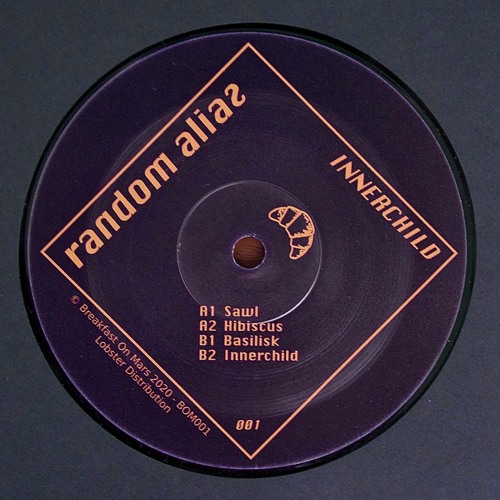 random alias
INNERCHILD
A1 Sawl
A2 Hibiscus
B1 Basilisk
B2 Innerchild
© Breakfast On Mars 2020 - BOM001
Lobster Distribution
001